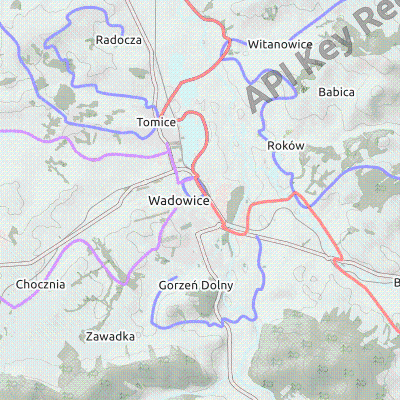 Radocza
Witanowice
API Key Re
Babica
Tomice
Roków
Wadowice
Chocznia
Gorzeń Dolny
B
Zawadka